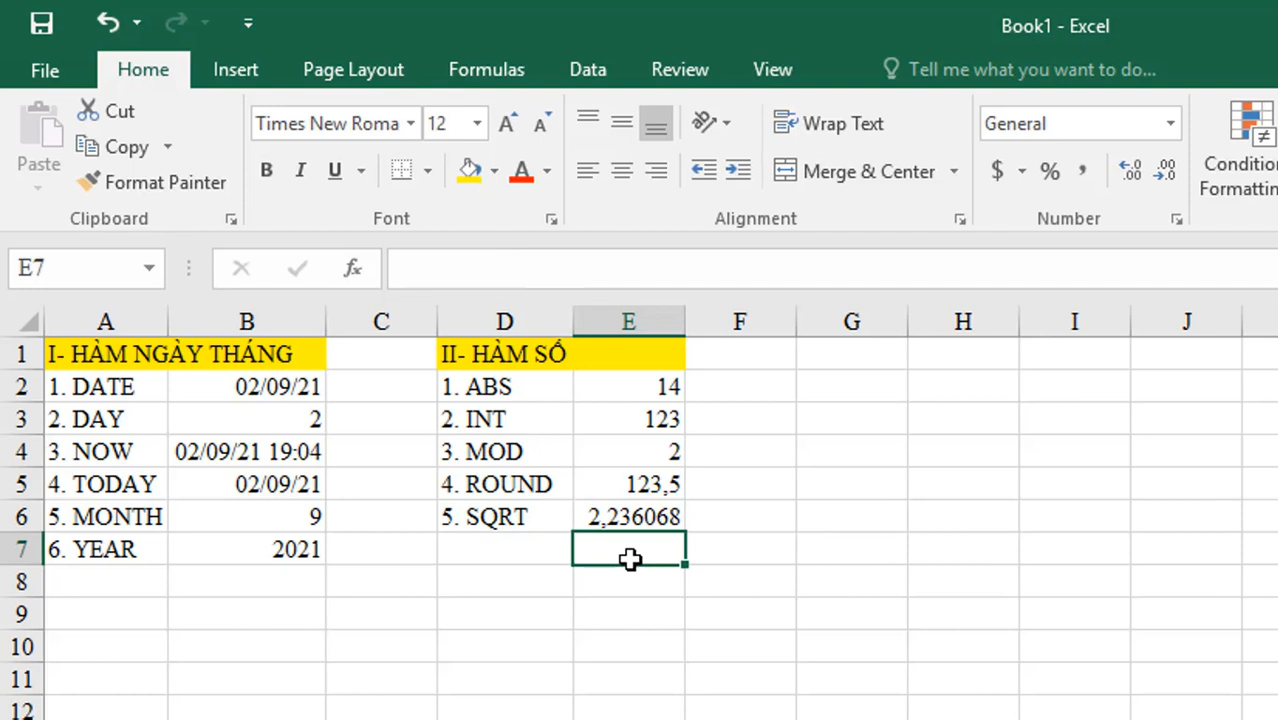 Book1 - Excel
File Home Insert Page Layout Formulas Data Review View Tell me what you want to do...
Cut
Copy
Format Painter
Paste
Clipboard
Times New Roma 12
B I U
Font
Wrap Text
Merge & Center
Alignment
General
$ %
Number
Condition
Formatting
E7
fx
A B C D E F G H I J
1 I- HÀM NGÀY THÁNG II- HÀM SỐ
2 1. DATE 02/09/21 1. ABS 14
3 2. DAY 2 2. INT 123
4 3. NOW 02/09/21 19:04 3. MOD 2
5 4. TODAY 02/09/21 4. ROUND 123,5
6 5. MONTH 9 5. SQRT 2,236068
7 6. YEAR 2021
8
9
10
11
12